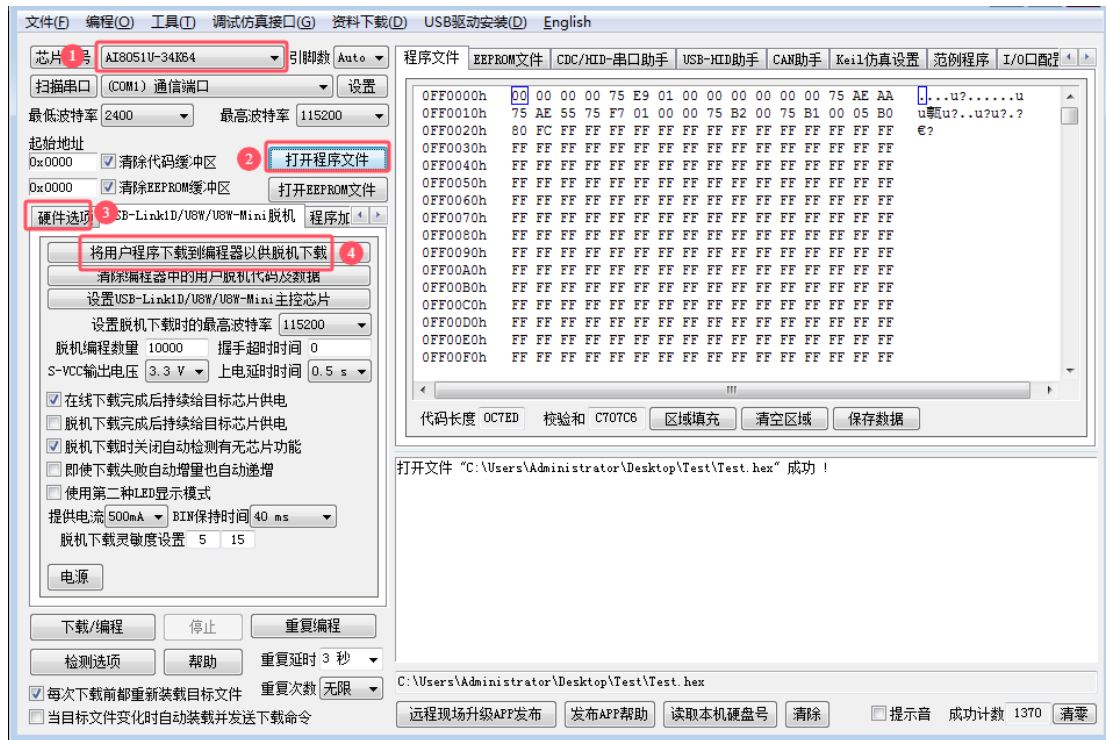 文件(F) 编程(O) 工具(T) 调试仿真接口(G) 资料下载(D) USB驱动安装(D) English
芯片 1 号 AI8051U-34K64 引脚数 Auto
扫描串口 (COM1) 通信端口 设置
最低波特率 2400 最高波特率 115200
起始地址
0x0000 清除代码缓冲区 2 打开程序文件
0x0000 清除EEPROM缓冲区 打开EEPROM文件
硬件选项 3 SB-Link1D/U8W/U8W-Mini脱机 程序加
将用户程序下载到编程器以供脱机下载 4
清除编程器中的用户脱机代码及数据
设置USB-Link1D/U8W/U8W-Mini主控芯片
设置脱机下载时的最高波特率 115200
脱机编程数量 10000 握手超时时间 0
S-VCC输出电压 3.3 V 上电延时时间 0.5 s
在线下载完成后持续给目标芯片供电
脱机下载完成后持续给目标芯片供电
脱机下载时关闭自动检测有无芯片功能
即使下载失败自动增量也自动递增
使用第二种LED显示模式
提供电流 500mA BIN保持时间 40 ms
脱机下载灵敏度设置 5 15
电源
下载/编程 停止 重复编程
检测选项 帮助 重复延时 3 秒
每次下载前都重新装载目标文件 重复次数 无限
当目标文件变化时自动装载并发送下载命令
程序文件 EEPROM文件 CDC/HID-串口助手 USB-HID助手 CAN助手 Keil仿真设置 范例程序 I/O口配
0FF0000h 00 00 00 00 75 E9 01 00 00 00 00 00 00 75 AE AA ....u?......u
0FF0010h 75 AE 55 75 F7 01 00 00 75 B2 00 75 B1 00 05 B0 u甎u?..u?u?.?
0FF0020h 80 FC FF FF FF FF FF FF FF FF FF FF FF FF FF FF €?
0FF0030h FF FF FF FF FF FF FF FF FF FF FF FF FF FF FF FF
0FF0040h FF FF FF FF FF FF FF FF FF FF FF FF FF FF FF FF
0FF0050h FF FF FF FF FF FF FF FF FF FF FF FF FF FF FF FF
0FF0060h FF FF FF FF FF FF FF FF FF FF FF FF FF FF FF FF
0FF0070h FF FF FF FF FF FF FF FF FF FF FF FF FF FF FF FF
0FF0080h FF FF FF FF FF FF FF FF FF FF FF FF FF FF FF FF
0FF0090h FF FF FF FF FF FF FF FF FF FF FF FF FF FF FF FF
0FF00A0h FF FF FF FF FF FF FF FF FF FF FF FF FF FF FF FF
0FF00B0h FF FF FF FF FF FF FF FF FF FF FF FF FF FF FF FF
0FF00C0h FF FF FF FF FF FF FF FF FF FF FF FF FF FF FF FF
0FF00D0h FF FF FF FF FF FF FF FF FF FF FF FF FF FF FF FF
0FF00E0h FF FF FF FF FF FF FF FF FF FF FF FF FF FF FF FF
0FF00F0h FF FF FF FF FF FF FF FF FF FF FF FF FF FF FF FF
代码长度 0C7ED 校验和 C707C6 区域填充 清空区域 保存数据
打开文件 "C:\Users\Administrator\Desktop\Test\Test.hex" 成功 !
C:\Users\Administrator\Desktop\Test\Test.hex
远程现场升级APP发布 发布APP帮助 读取本机硬盘号 清除 提示音 成功计数 1370 清零